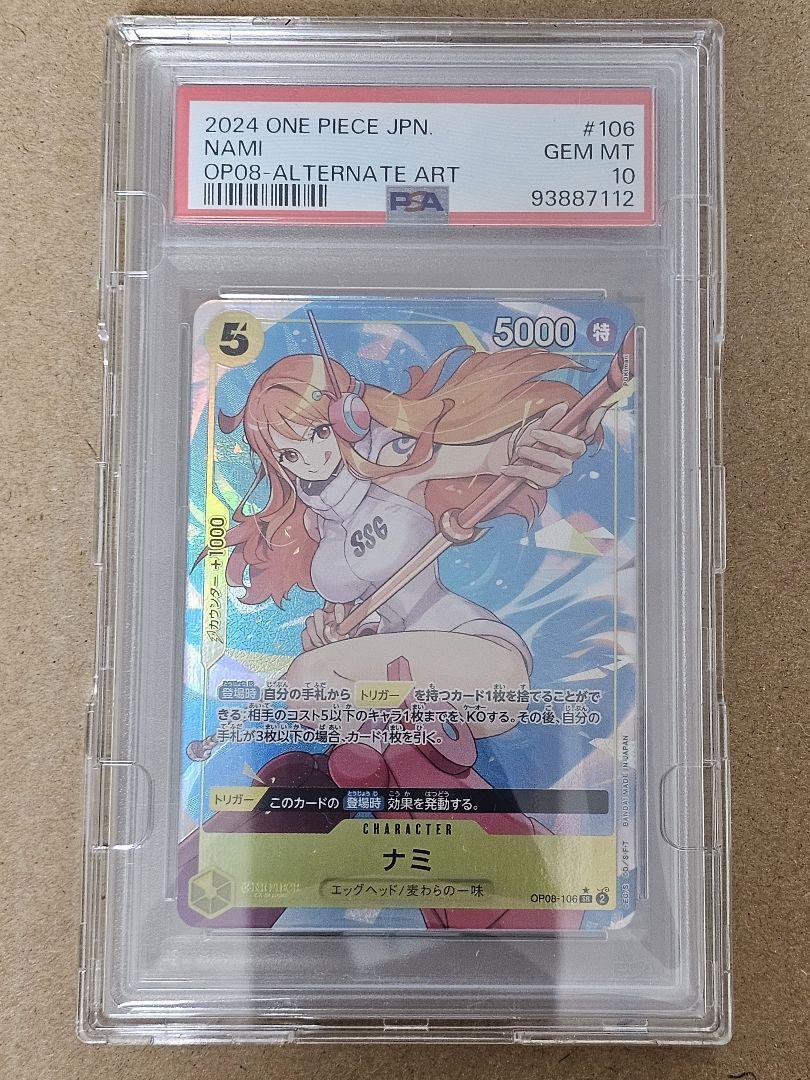 2024 ONE PIECE JPN. #106
NAMI GEM MT
OP08-ALTERNATE ART 10
PSA 93887112
5 5000 特
SSG
カウンター +1000
登場時 自分の手札から トリガー を持つカード1枚を捨てることがで
きる：相手のコスト5以下のキャラ1枚までを、KOする。その後、自分の
手札が3枚以下の場合、カード1枚を引く。
トリガー このカードの 登場時 効果を発動する。
CHARACTER
ナミ
エッグヘッド/麦わらの一味
OP08-106 SR ★ 2
BANDAI MADE IN JAPAN